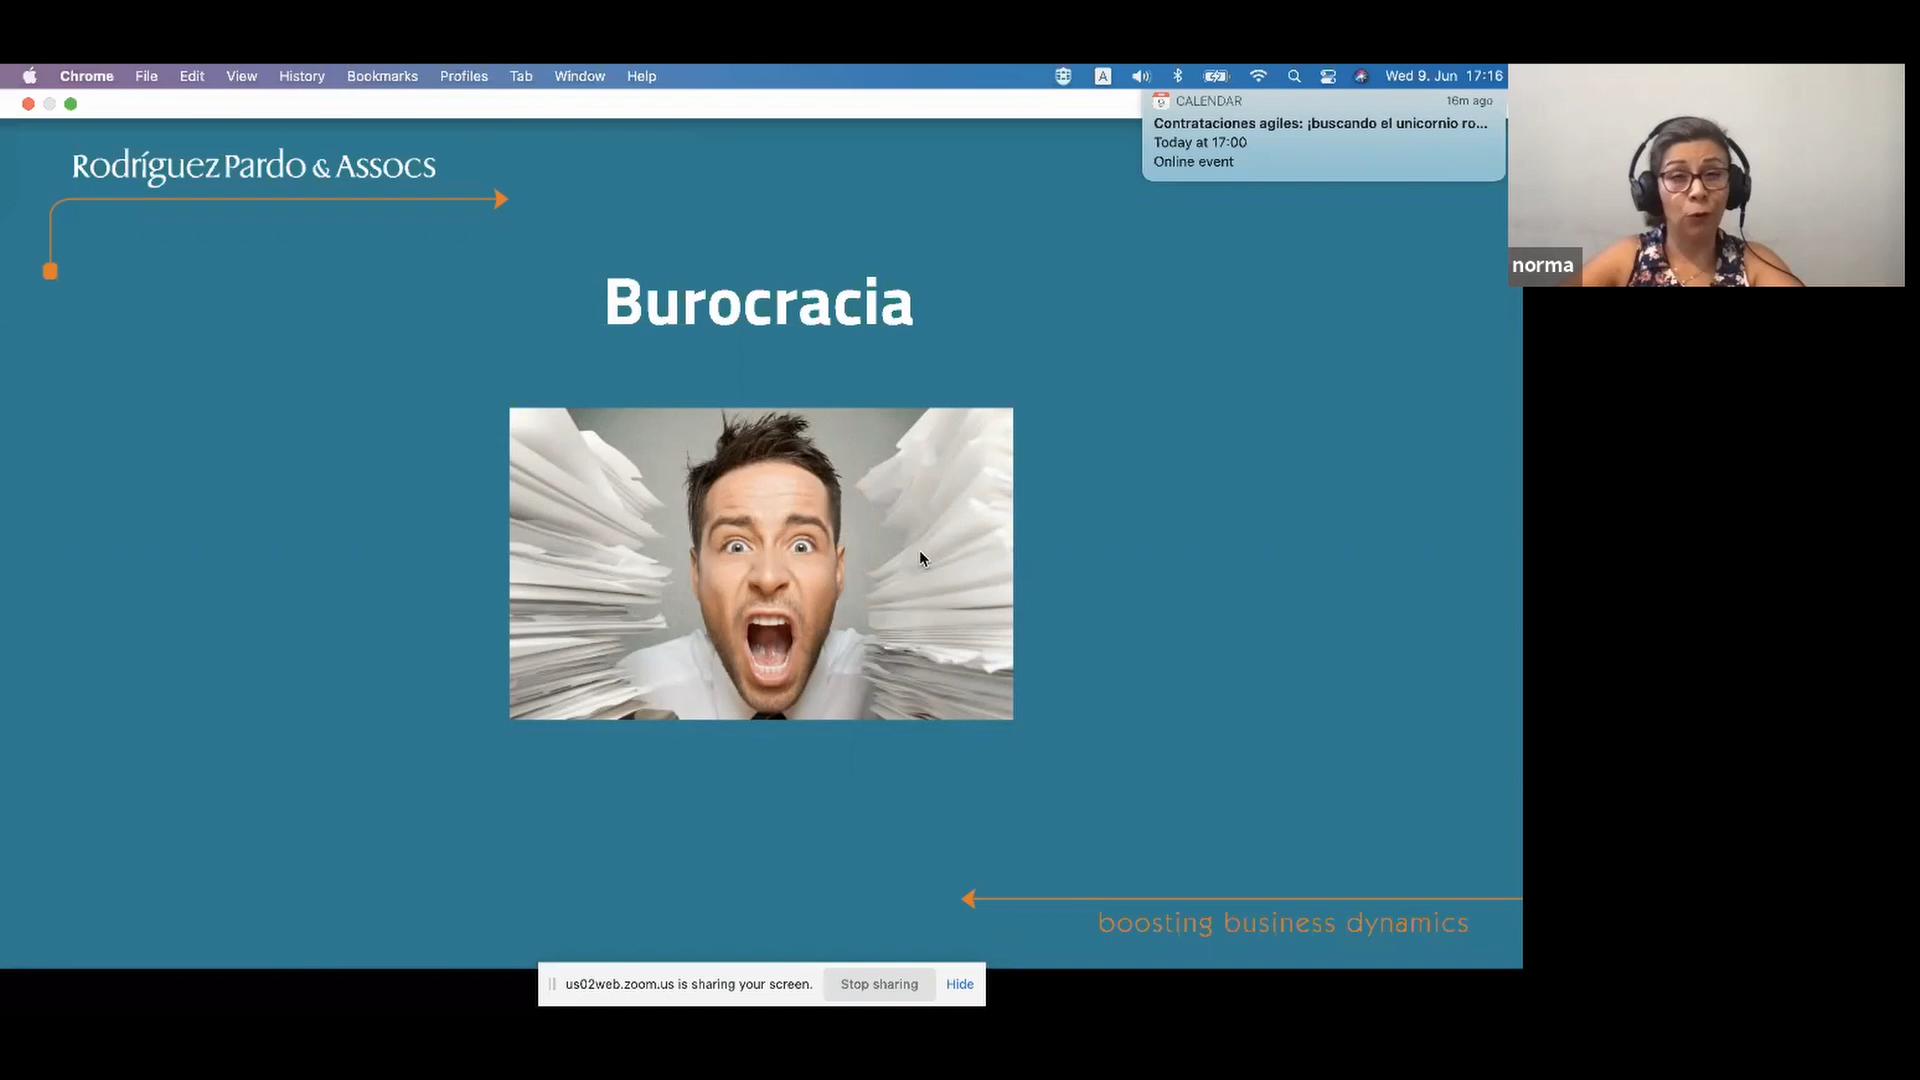 Chrome File Edit View History Bookmarks Profiles Tab Window Help
A
Wed 9. Jun 17:16
9 CALENDAR 16m ago
Contrataciones agiles: ¡buscando el unicornio ro...
Today at 17:00
Online event
Rodríguez Pardo & Assocs
norma
Burocracia
boosting business dynamics
us02web.zoom.us is sharing your screen. Stop sharing Hide